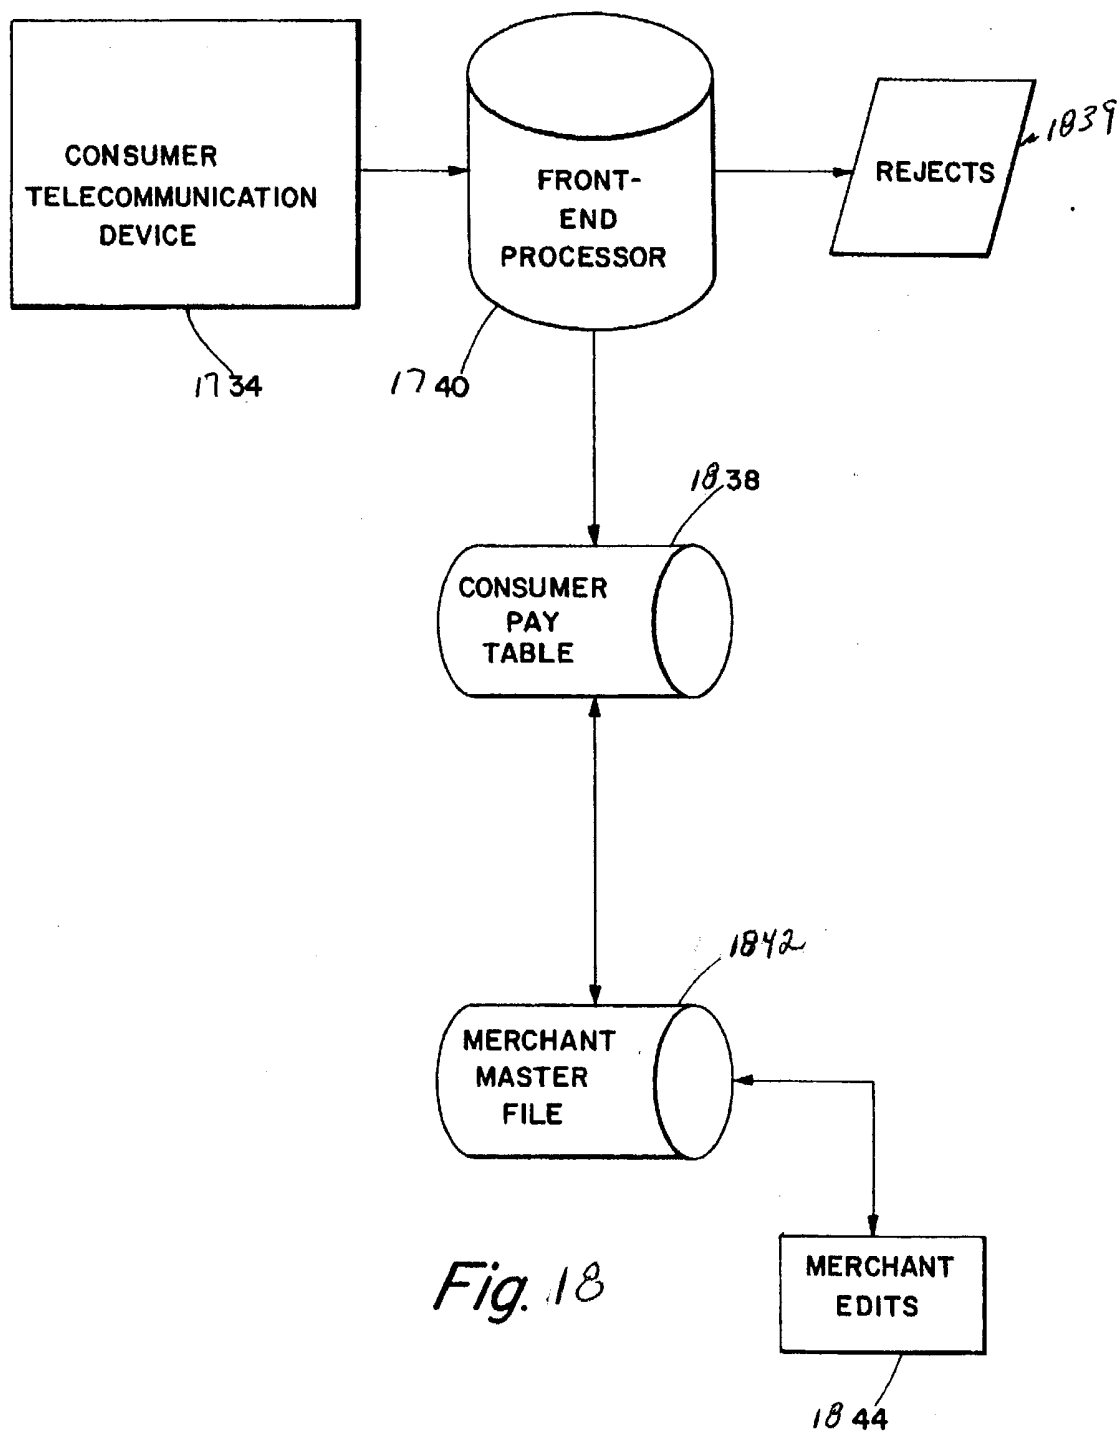 CONSUMER
TELECOMMUNICATION
DEVICE
1734
FRONT-
END
PROCESSOR
1740
REJECTS
1839
1838
CONSUMER
PAY
TABLE
1842
MERCHANT
MASTER
FILE
MERCHANT
EDITS
1844
Fig. 18